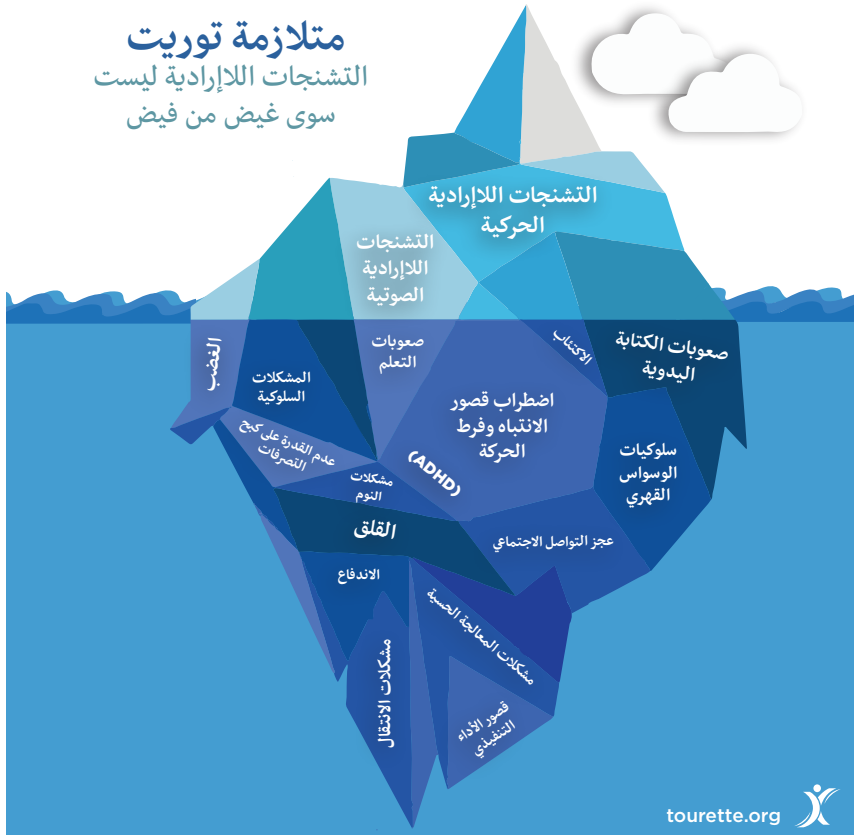 متلازمة توريت
التشنجات اللاإرادية ليست
سوى غيض من فيض
التشنجات اللاإرادية
الحركية
التشنجات
اللاإرادية
الصوتية
صعوبات الكتابة
اليدوية
الاكتئاب
صعوبات
التعلم
الغضب
المشكلات
السلوكية
اضطراب قصور
الانتباه وفرط
الحركة
(ADHD)
سلوكيات
الوسواس
القهري
عدم القدرة على كبح
التصرفات
مشكلات
النوم
القلق
عجز التواصل الاجتماعي
الاندفاع
مشكلات المعالجة الحسية
مشكلات الانتقال
قصور الأداء
التنفيذي
tourette.org